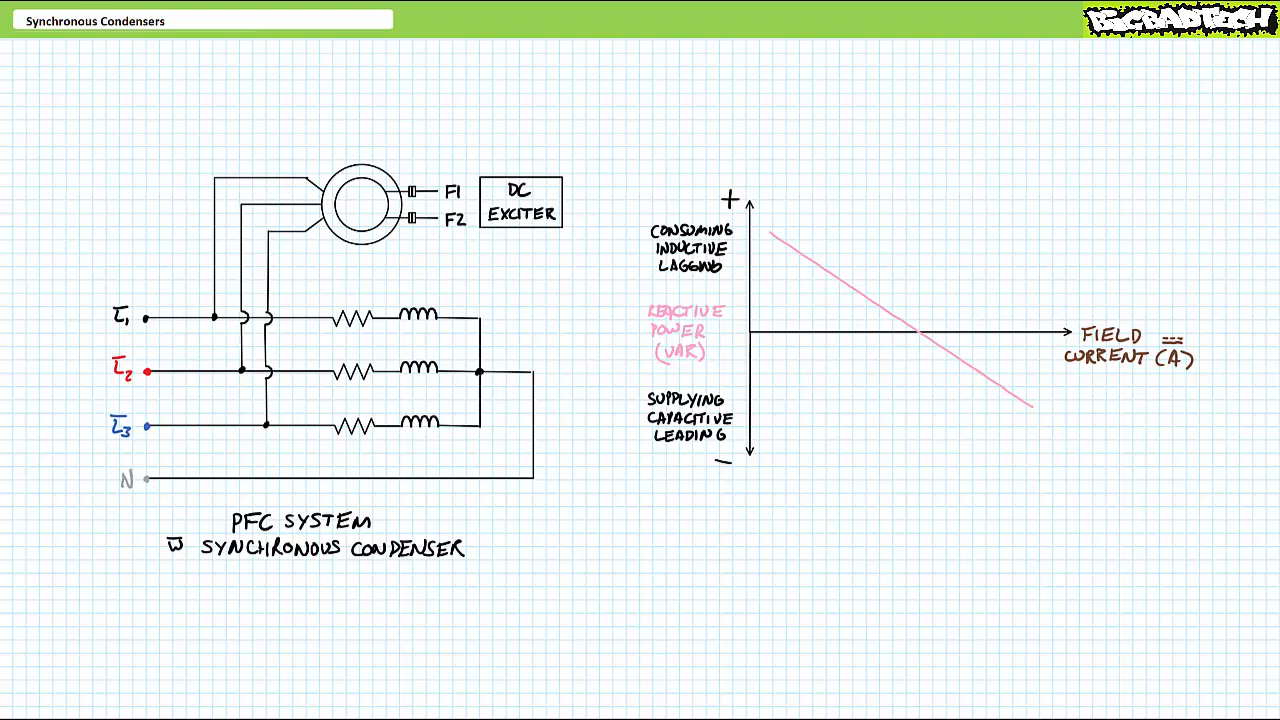 Synchronous Condensers
BIGBADTECH
F1
F2
DC
EXCITER
L1
L2
L3
N
PFC SYSTEM
W̅ SYNCHRONOUS CONDENSER
+
CONSUMING
INDUCTIVE
LAGGING
REACTIVE
POWER
(VAR)
SUPPLYING
CAPACITIVE
LEADING
−
FIELD
CURRENT (A)